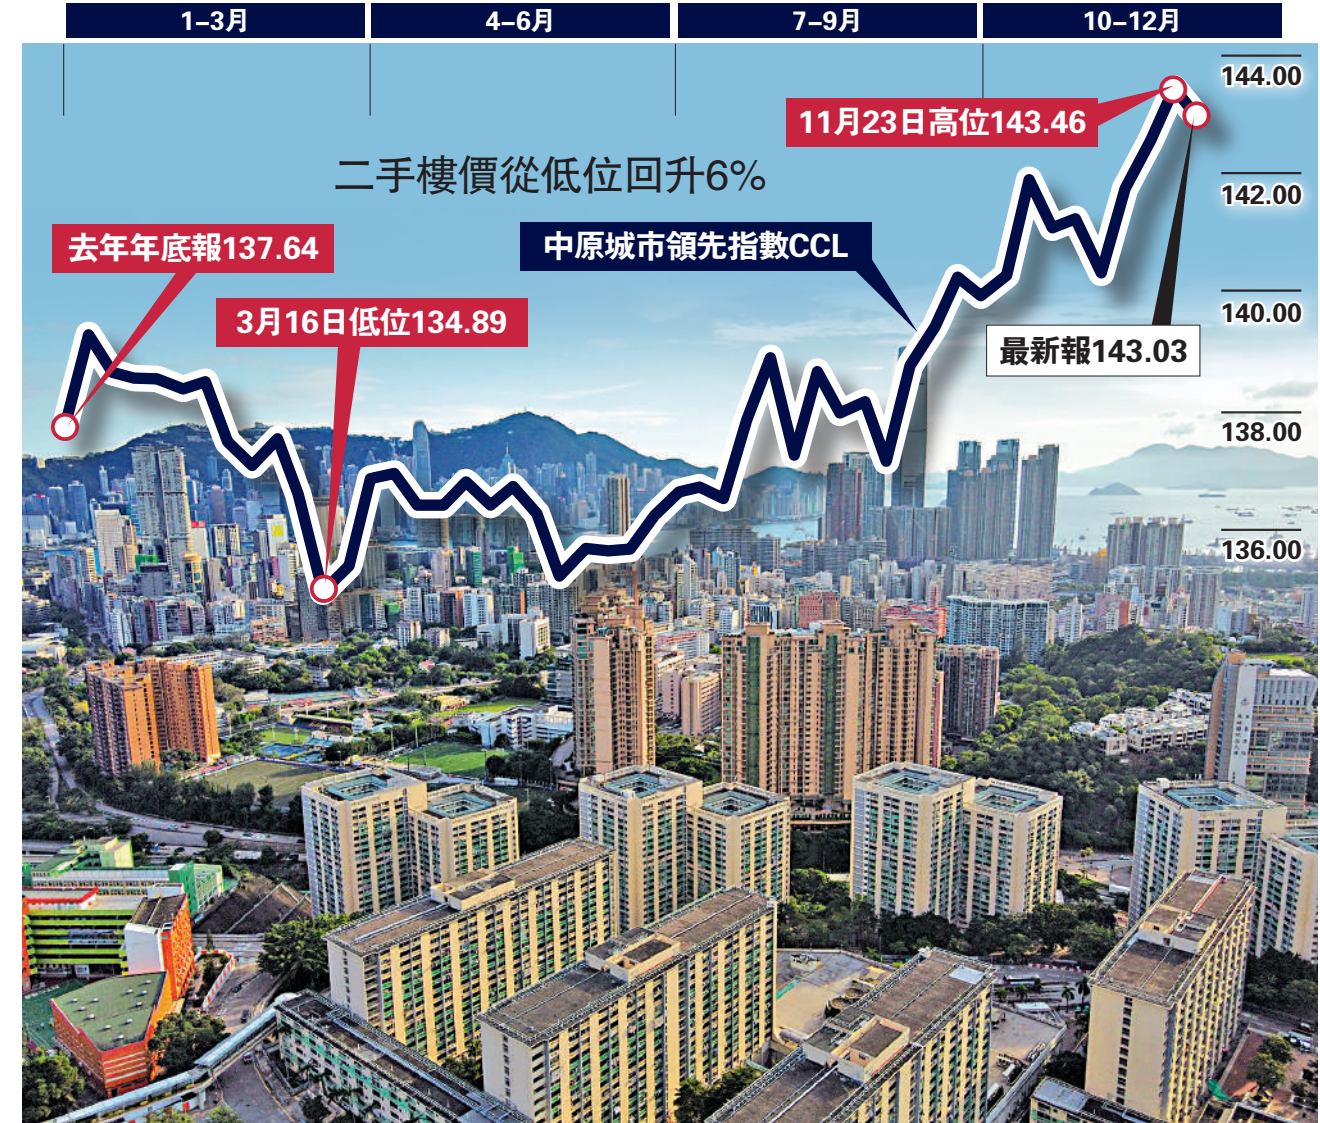 1–3月
4–6月
7–9月
10–12月
144.00
11月23日高位143.46
二手樓價從低位回升6%
142.00
去年年底報137.64
中原城市領先指數CCL
3月16日低位134.89
140.00
最新報143.03
138.00
136.00